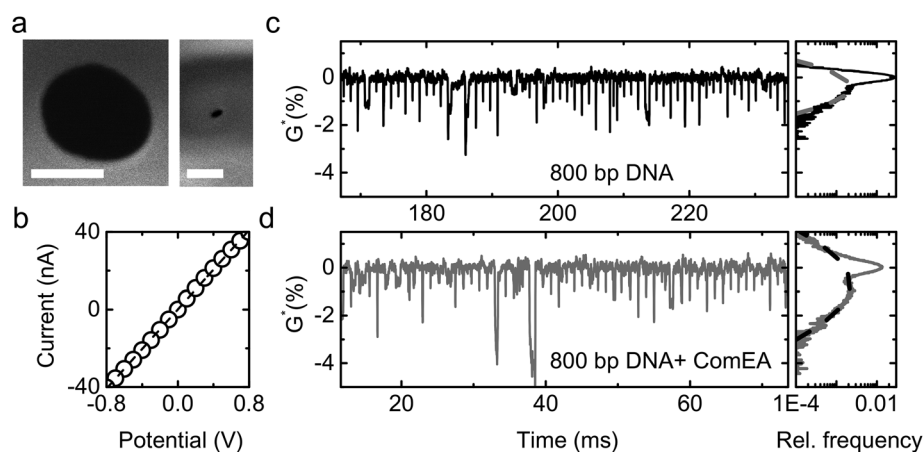 a
c
G*(%)
0
-2
-4
800 bp DNA
180
200
220
b
Current (nA)
40
0
-40
-0.8
0.0
0.8
Potential (V)
d
G*(%)
0
-2
-4
800 bp DNA+ ComEA
20
40
60
1E-4
0.01
Time (ms)
Rel. frequency